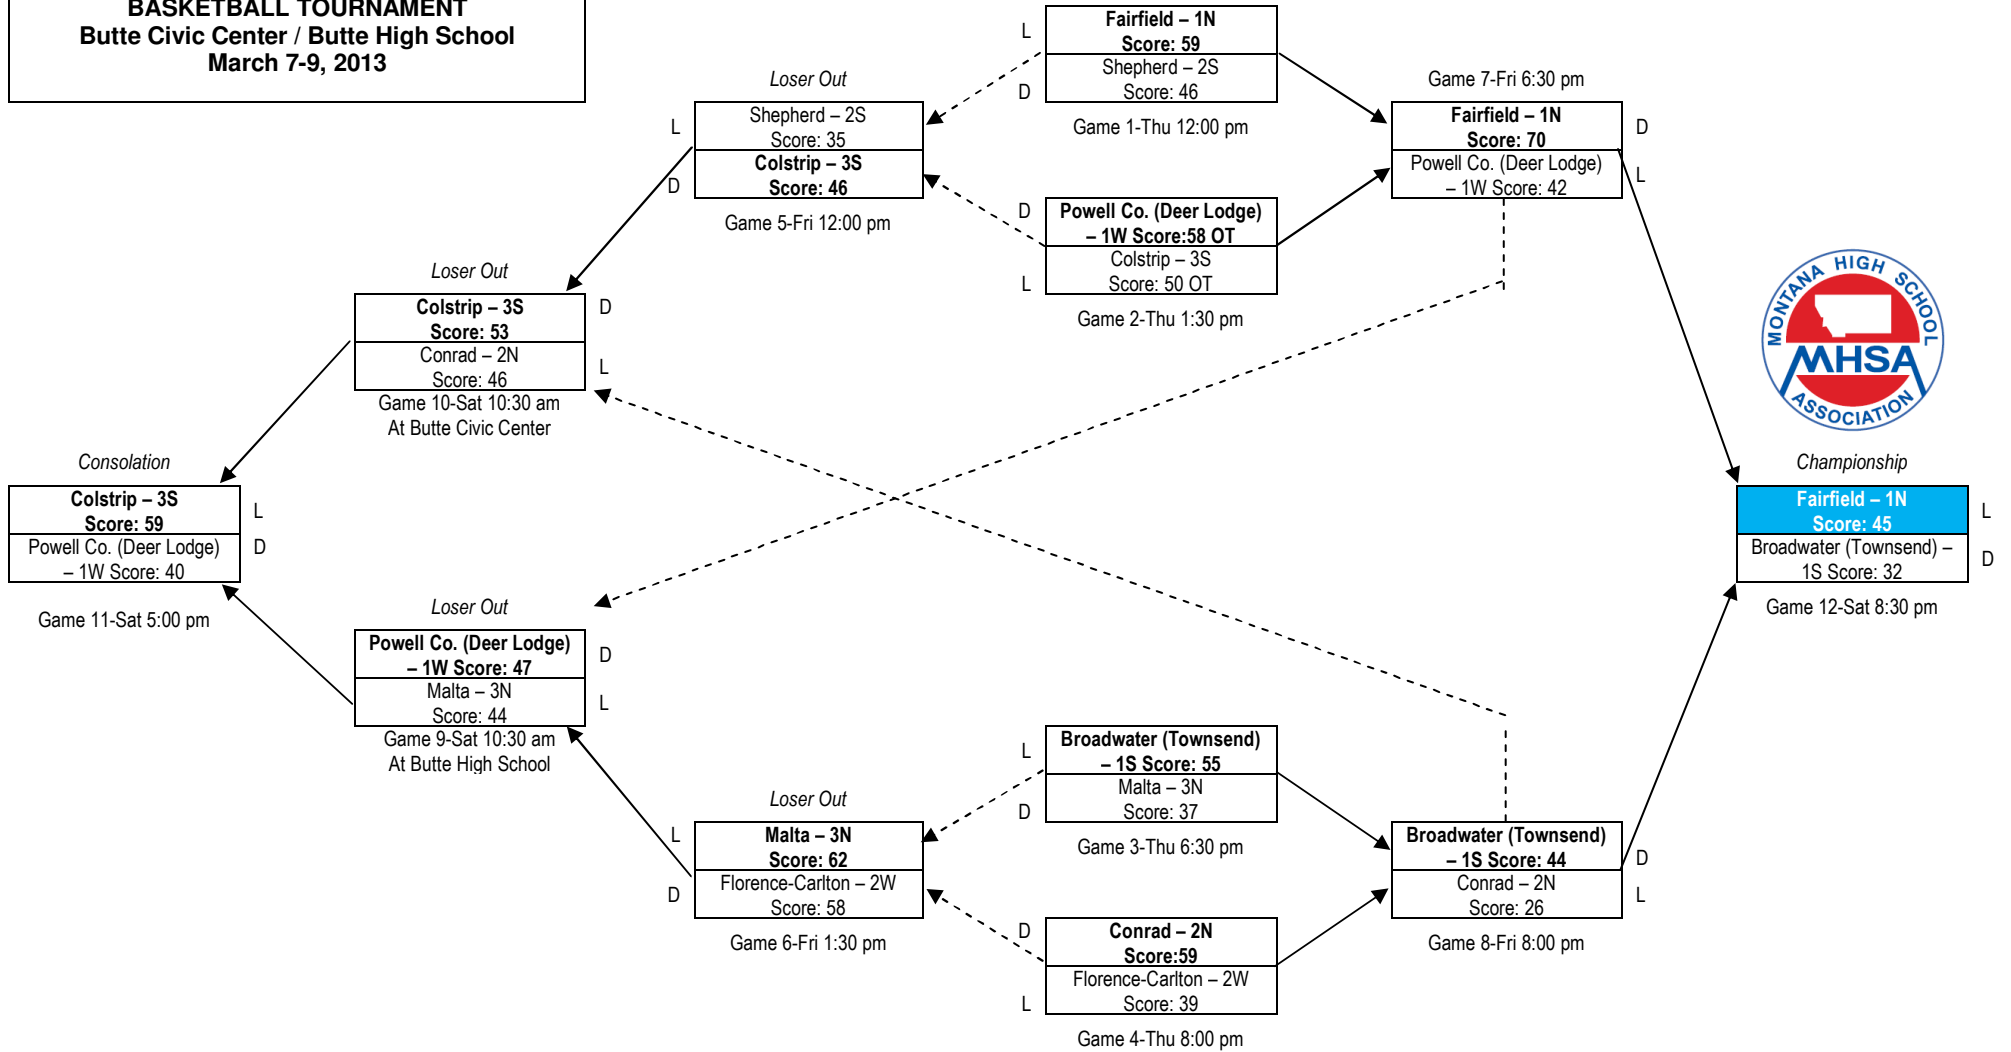 BASKETBALL TOURNAMENT
Butte Civic Center / Butte High School
March 7-9, 2013
L
Fairfield – 1N
Score: 59
D
Shepherd – 2S
Score: 46
Game 1-Thu 12:00 pm
Loser Out
L
Shepherd – 2S
Score: 35
D
Colstrip – 3S
Score: 46
Game 5-Fri 12:00 pm
D
Powell Co. (Deer Lodge)
– 1W Score:58 OT
L
Colstrip – 3S
Score: 50 OT
Game 2-Thu 1:30 pm
Game 7-Fri 6:30 pm
Fairfield – 1N
Score: 70
D
Powell Co. (Deer Lodge)
– 1W Score: 42
L
Loser Out
Colstrip – 3S
Score: 53
D
Conrad – 2N
Score: 46
L
Game 10-Sat 10:30 am
At Butte Civic Center
MONTANA HIGH SCHOOL
MHSA
ASSOCIATION
Consolation
Colstrip – 3S
Score: 59
L
Powell Co. (Deer Lodge)
– 1W Score: 40
D
Game 11-Sat 5:00 pm
Championship
Fairfield – 1N
Score: 45
L
Broadwater (Townsend) –
1S Score: 32
D
Game 12-Sat 8:30 pm
Loser Out
Powell Co. (Deer Lodge)
– 1W Score: 47
D
Malta – 3N
Score: 44
L
Game 9-Sat 10:30 am
At Butte High School
Loser Out
L
Malta – 3N
Score: 62
D
Florence-Carlton – 2W
Score: 58
Game 6-Fri 1:30 pm
L
Broadwater (Townsend)
– 1S Score: 55
D
Malta – 3N
Score: 37
Game 3-Thu 6:30 pm
Broadwater (Townsend)
– 1S Score: 44
D
Conrad – 2N
Score: 26
L
Game 8-Fri 8:00 pm
D
Conrad – 2N
Score:59
L
Florence-Carlton – 2W
Score: 39
Game 4-Thu 8:00 pm